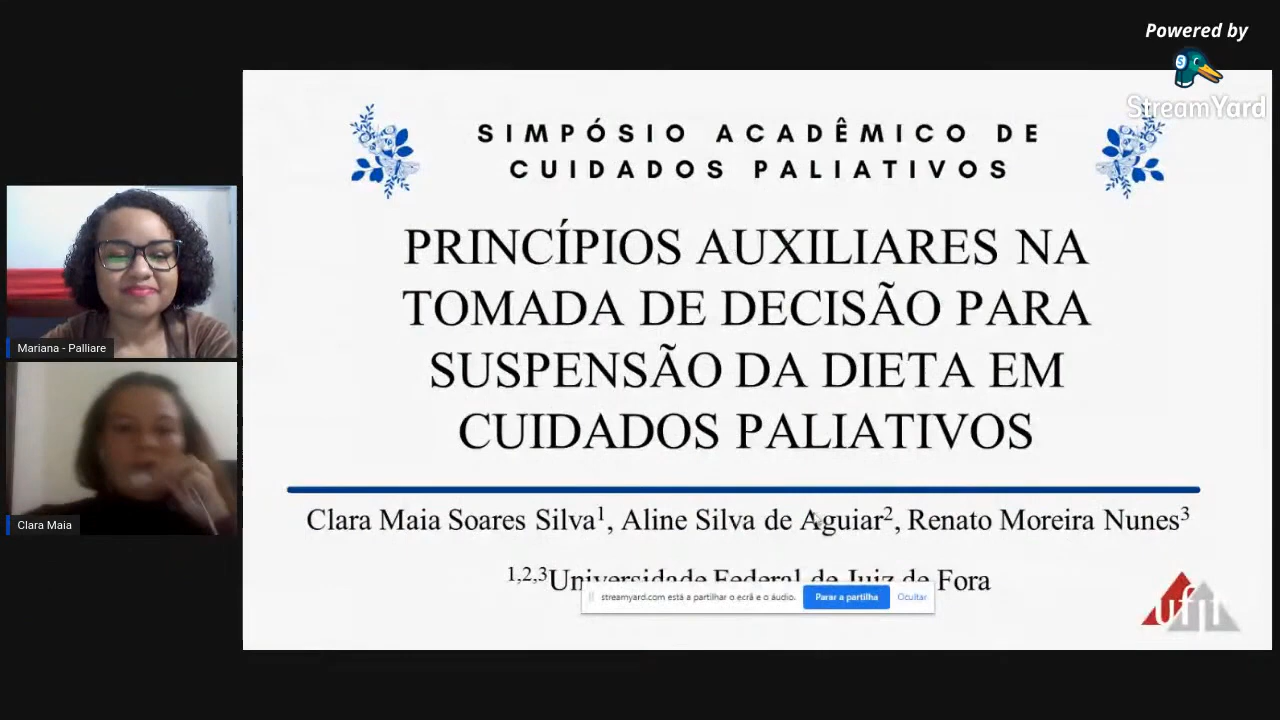 Powered by
StreamYard
SIMPÓSIO ACADÊMICO DE
CUIDADOS PALIATIVOS
PRINCÍPIOS AUXILIARES NA
TOMADA DE DECISÃO PARA
SUSPENSÃO DA DIETA EM
CUIDADOS PALIATIVOS
Clara Maia Soares Silva¹, Aline Silva de Aguiar², Renato Moreira Nunes³
¹,²,³Universidade Federal de Juiz de Fora
streamyard.com está a partilhar o ecrã e o áudio.
Parar a partilha
Ocultar
ufjf
Mariana - Palliare
Clara Maia